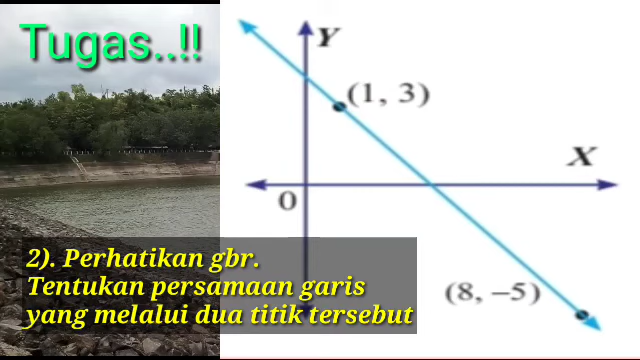 Tugas..!!
Y
(1, 3)
X
0
(8, –5)
2). Perhatikan gbr.
Tentukan persamaan garis
yang melalui dua titik tersebut